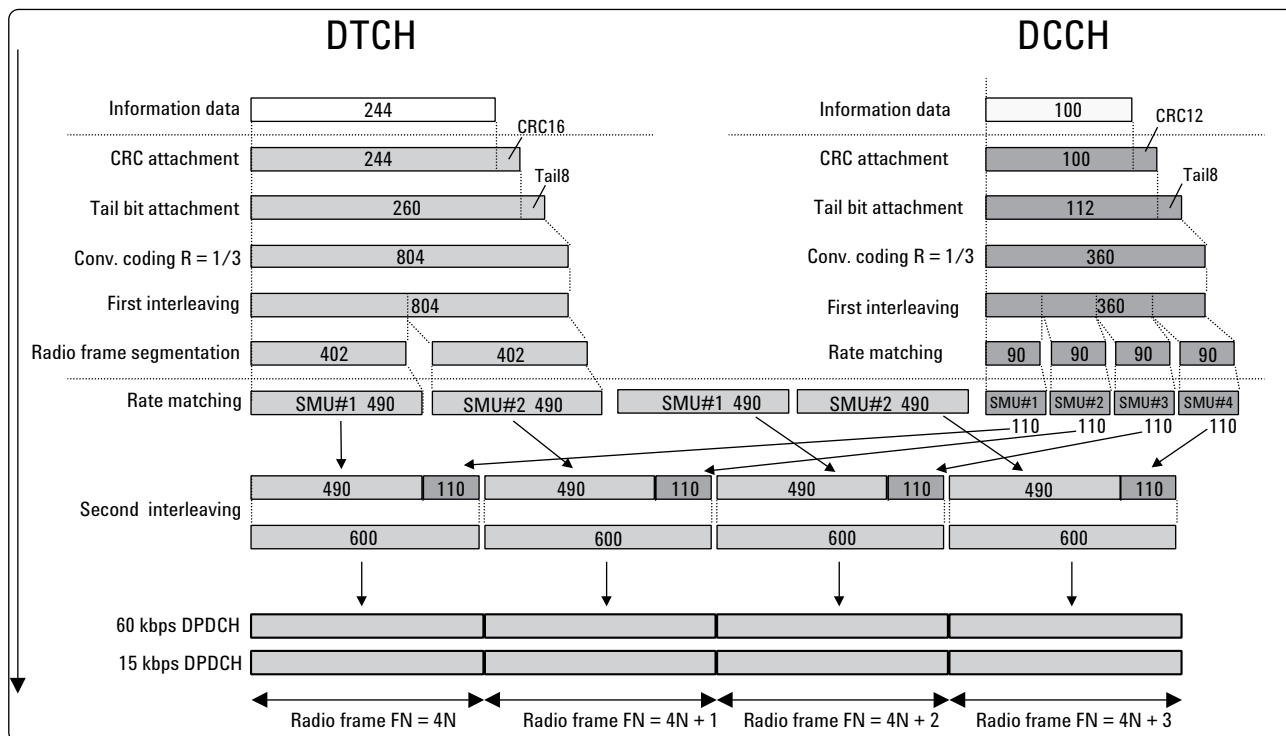 DTCH
DCCH
Information data
244
Information data
100
CRC16
CRC12
CRC attachment
244
CRC attachment
100
Tail8
Tail8
Tail bit attachment
260
Tail bit attachment
112
Conv. coding R = 1/3
804
Conv. coding R = 1/3
360
First interleaving
804
First interleaving
360
Radio frame segmentation
402
402
Rate matching
90
90
90
90
Rate matching
SMU#1 490
SMU#2 490
SMU#1 490
SMU#2 490
SMU#1
SMU#2
SMU#3
SMU#4
110
110
110
110
Second interleaving
490
110
490
110
490
110
490
110
600
600
600
600
60 kbps DPDCH
15 kbps DPDCH
Radio frame FN = 4N
Radio frame FN = 4N + 1
Radio frame FN = 4N + 2
Radio frame FN = 4N + 3